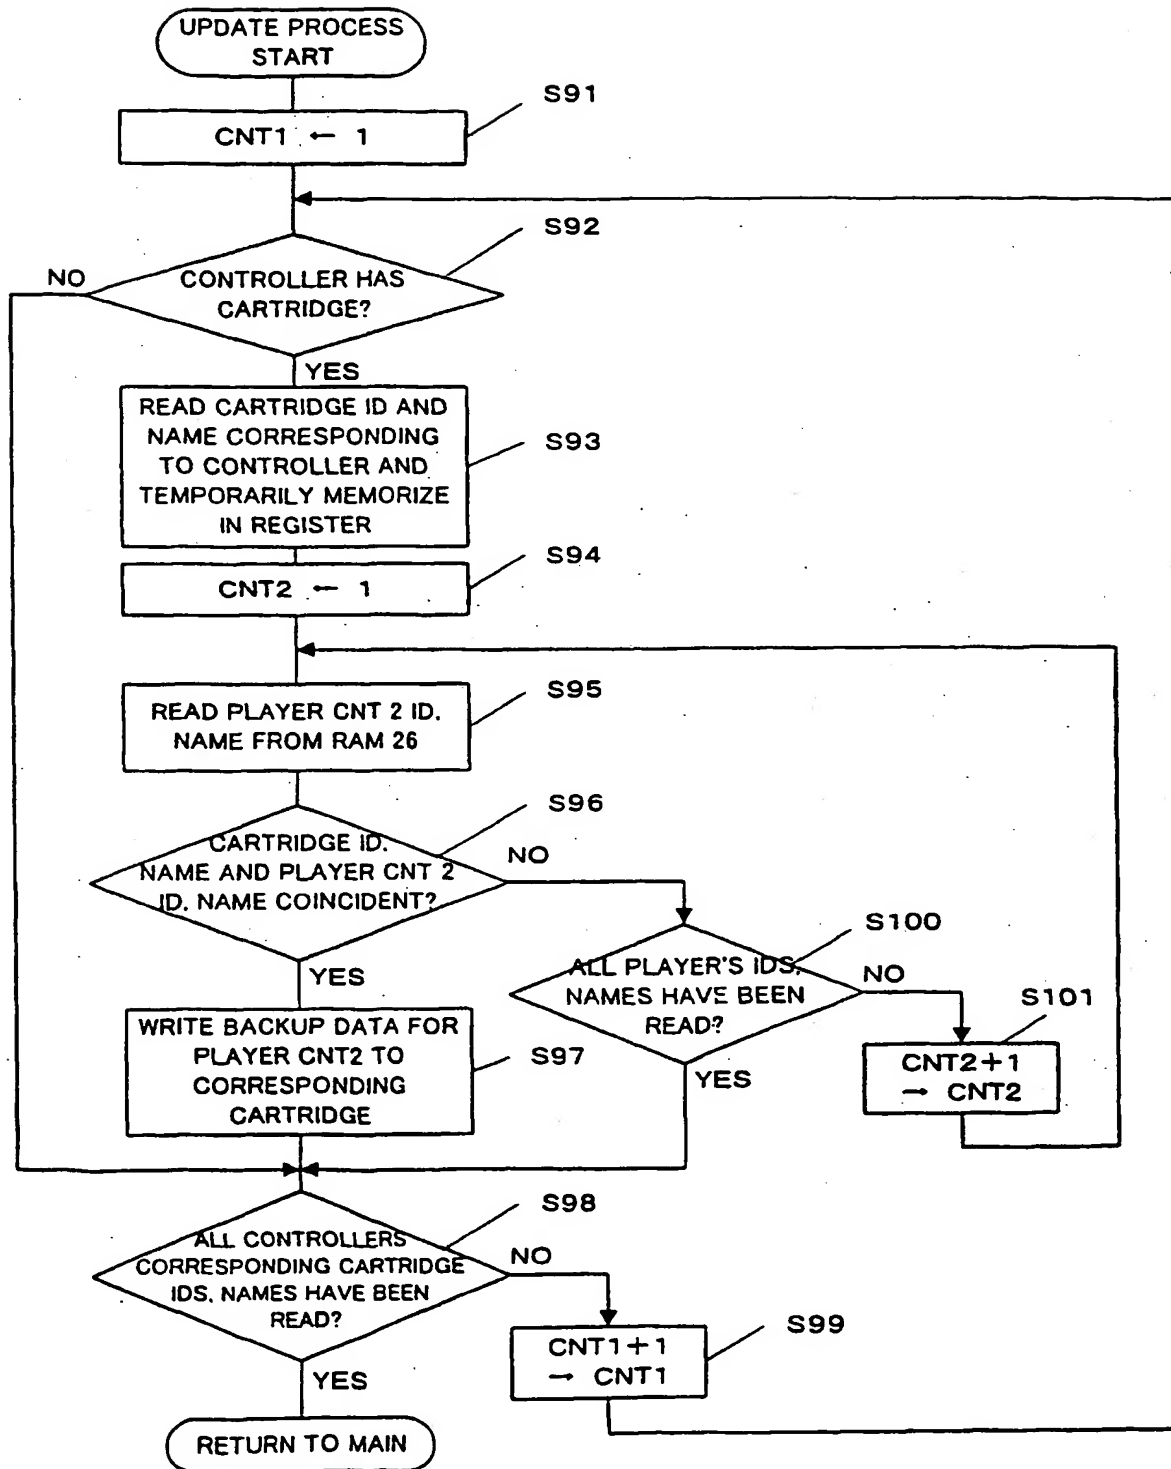 UPDATE PROCESS
START
S91
CNT1 ← 1
S92
NO
CONTROLLER HAS
CARTRIDGE?
YES
READ CARTRIDGE ID AND
NAME CORRESPONDING
TO CONTROLLER AND
TEMPORARILY MEMORIZE
IN REGISTER
S93
S94
CNT2 ← 1
S95
READ PLAYER CNT 2 ID.
NAME FROM RAM 26
S96
CARTRIDGE ID.
NAME AND PLAYER CNT 2
ID. NAME COINCIDENT?
NO
YES
S100
ALL PLAYER'S IDS.
NAMES HAVE BEEN
READ?
NO
YES
S101
CNT2+1
→ CNT2
WRITE BACKUP DATA FOR
PLAYER CNT2 TO
CORRESPONDING
CARTRIDGE
S97
S98
ALL CONTROLLERS
CORRESPONDING CARTRIDGE
IDS. NAMES HAVE BEEN
READ?
NO
YES
S99
CNT1+1
→ CNT1
RETURN TO MAIN